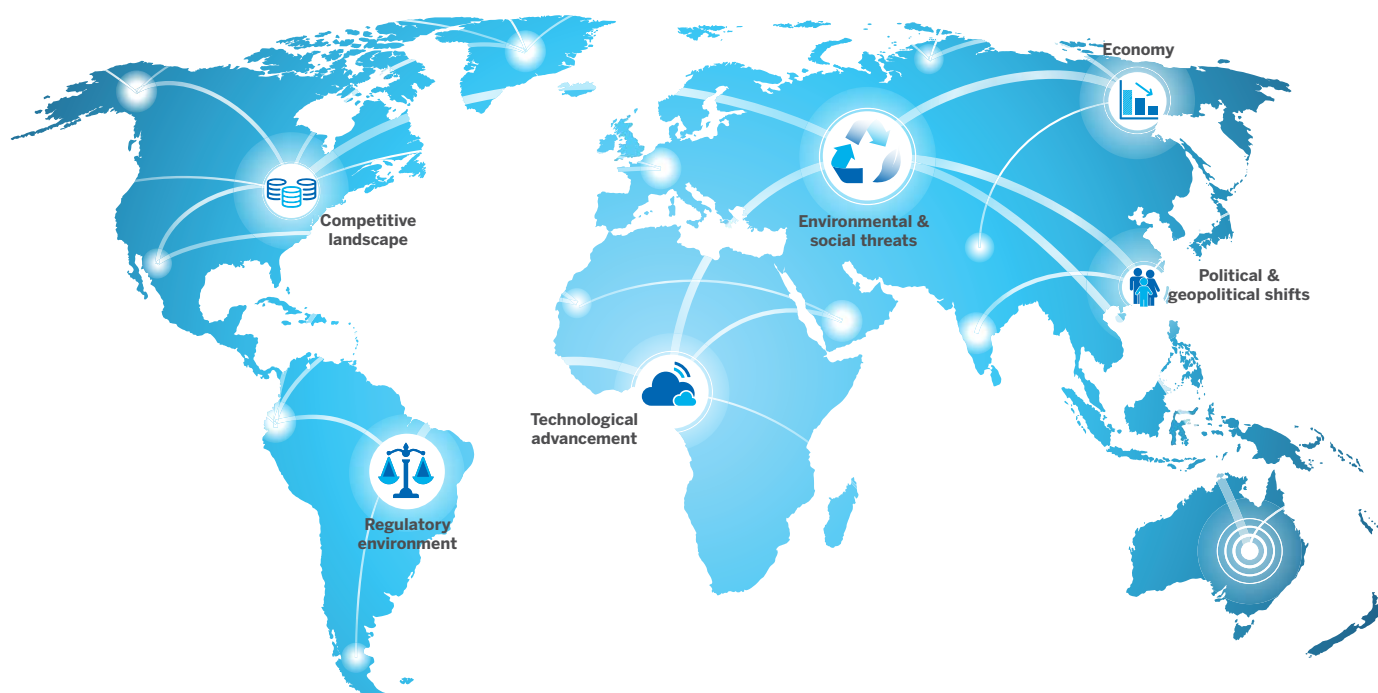 Economy
Competitive
landscape
Environmental &
social threats
Political &
geopolitical shifts
Technological
advancement
Regulatory
environment